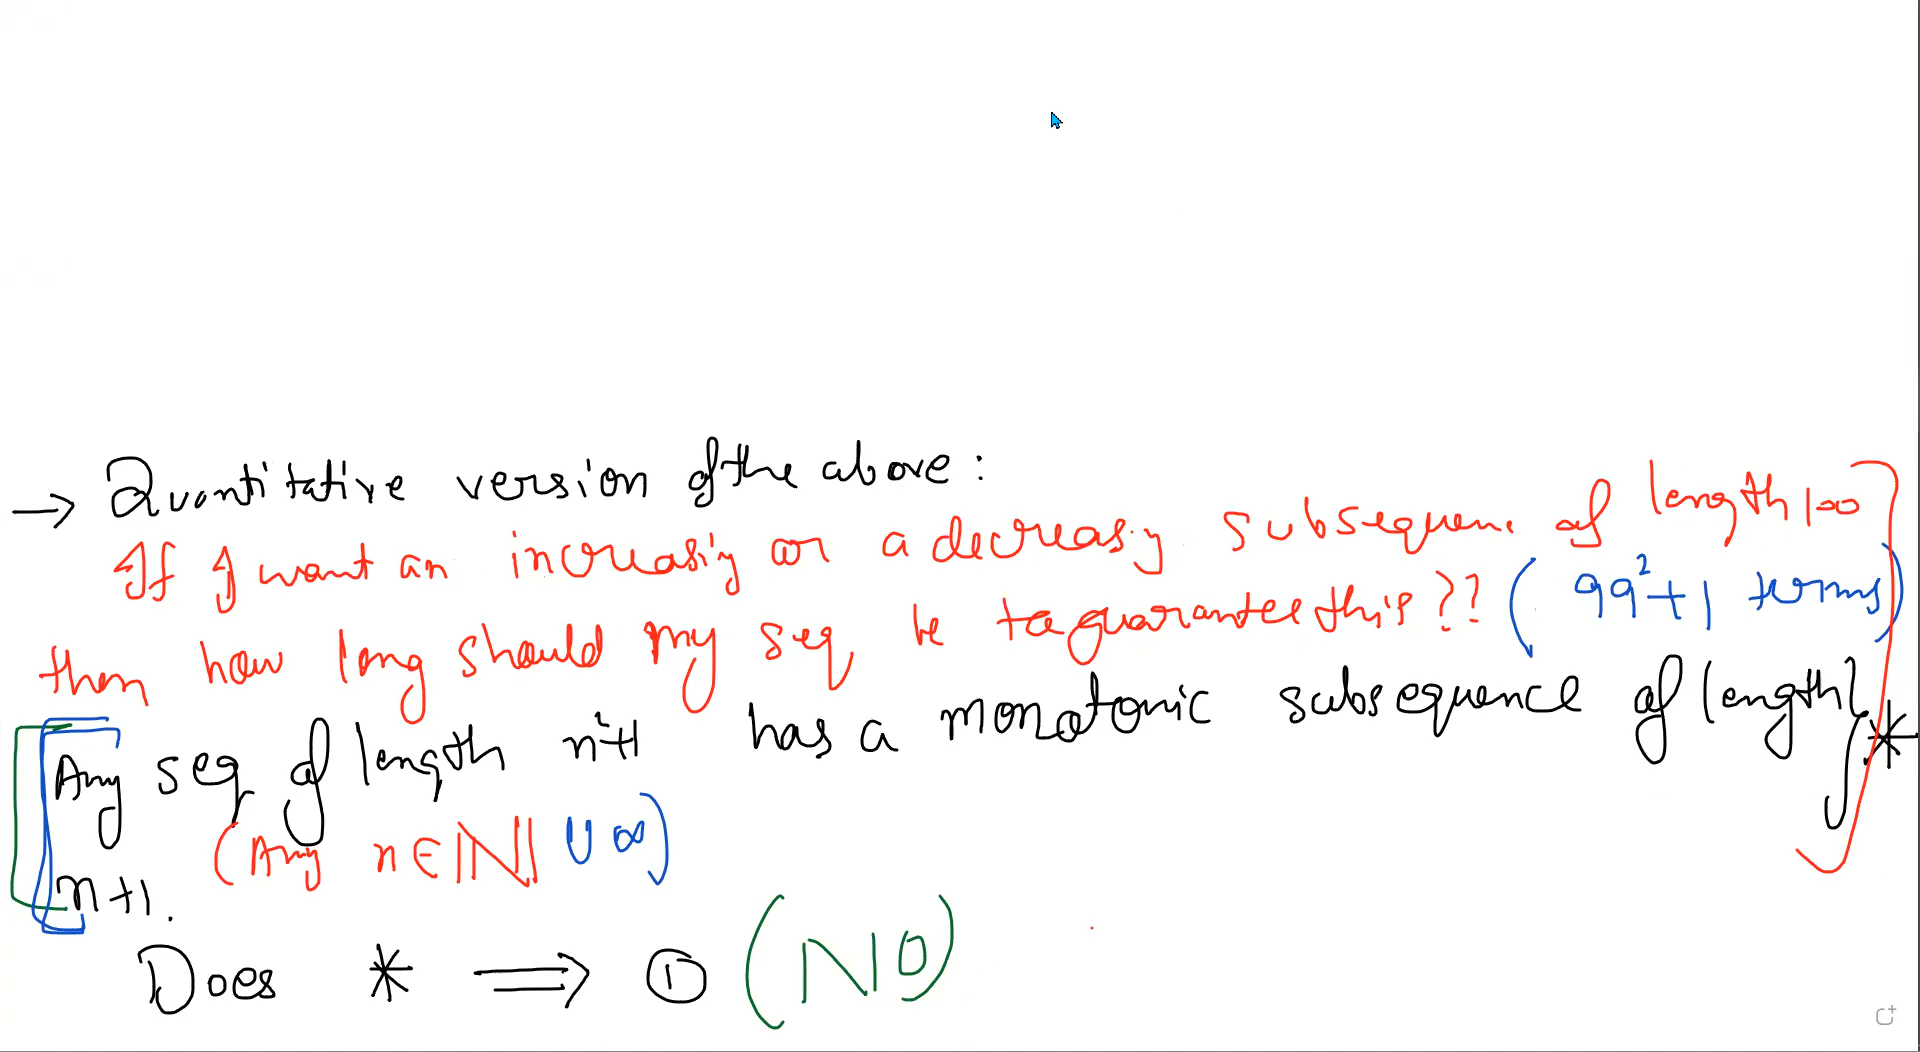 → Quantitative version of the above :
If I want an increasing or a decreasing subsequence of length 100
then how long should my seq be to guarantee this ?? ( 99²+1 terms )
Any seq of length n²+1 has a monotonic subsequence of length *
n+1. (Any n ∈ ℕ ∪ ∞)
Does * ⟹ ① (NO)